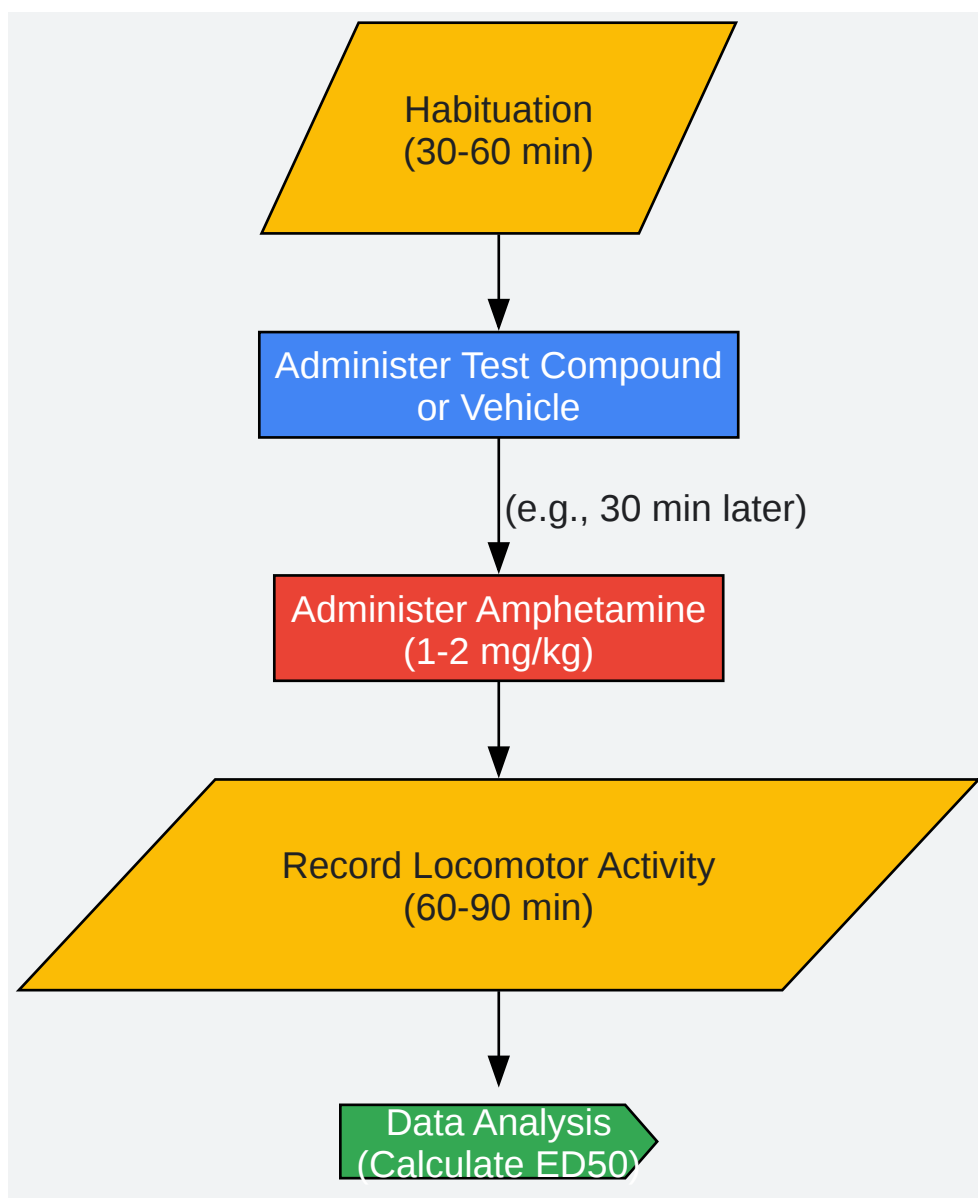 Habituation
(30-60 min)
Administer Test Compound
or Vehicle
(e.g., 30 min later)
Administer Amphetamine
(1-2 mg/kg)
Record Locomotor Activity
(60-90 min)
Data Analysis
(Calculate ED50)